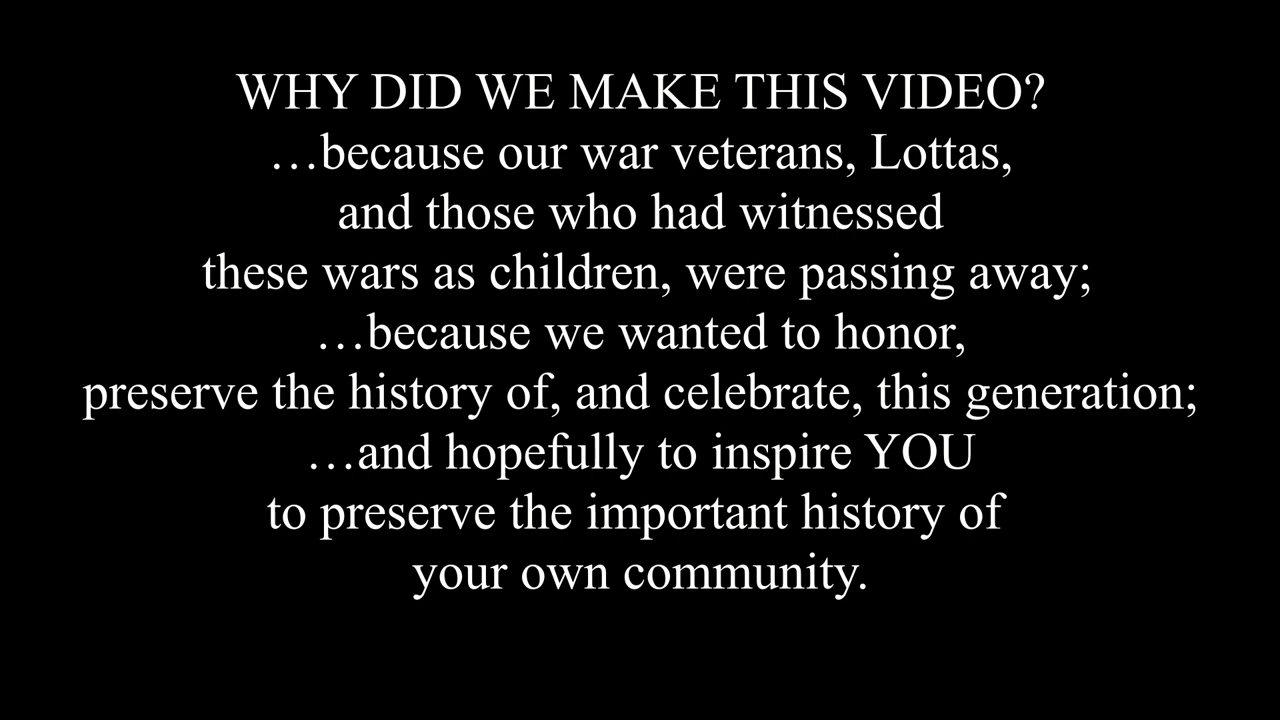 WHY DID WE MAKE THIS VIDEO?
…because our war veterans, Lottas,
and those who had witnessed
these wars as children, were passing away;
…because we wanted to honor,
preserve the history of, and celebrate, this generation;
…and hopefully to inspire YOU
to preserve the important history of
your own community.